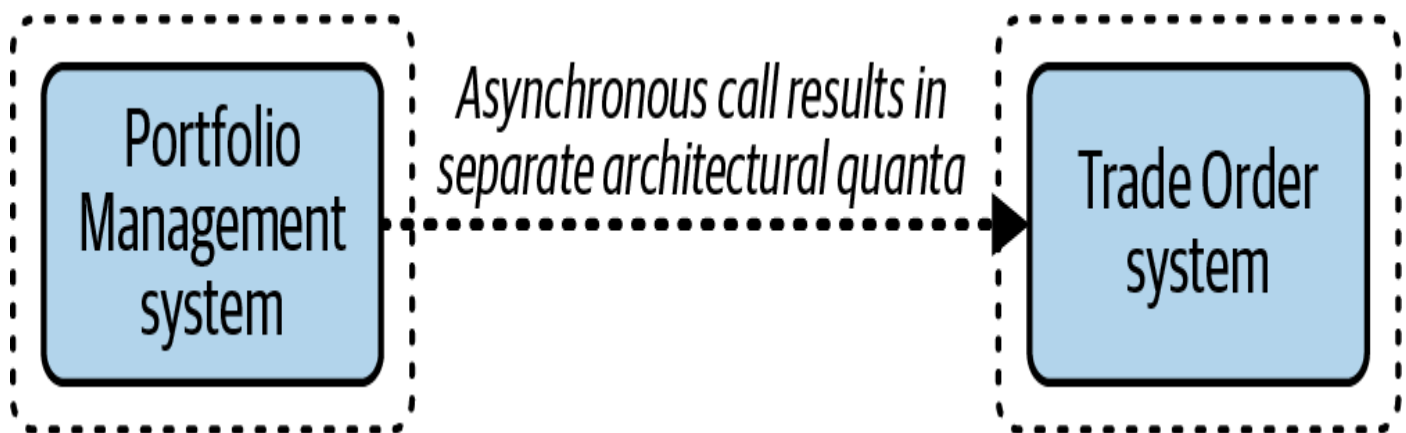 Portfolio
Management
system
Asynchronous call results in
separate architectural quanta
Trade Order
system